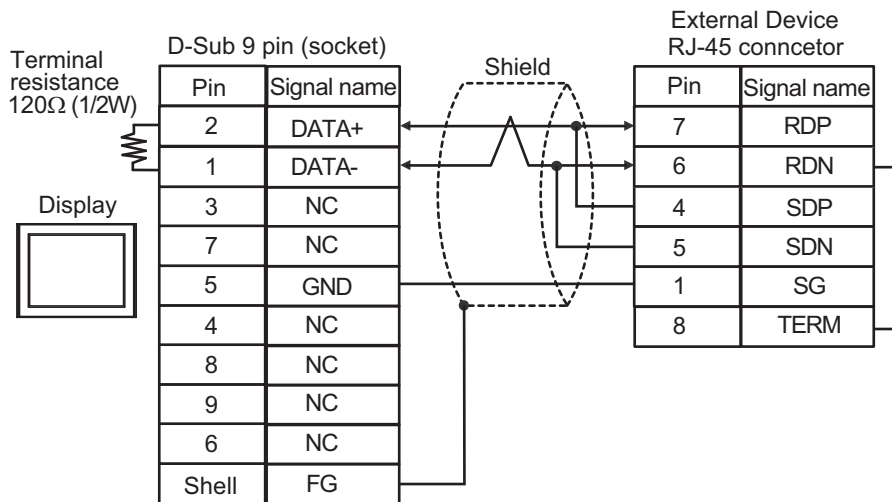 External Device
RJ-45 conncetor
D-Sub 9 pin (socket)
Terminal
resistance
120Ω (1/2W)
Shield
Pin Signal name
2 DATA+
1 DATA-
3 NC
7 NC
5 GND
4 NC
8 NC
9 NC
6 NC
Shell FG
Display
Pin Signal name
7 RDP
6 RDN
4 SDP
5 SDN
1 SG
8 TERM